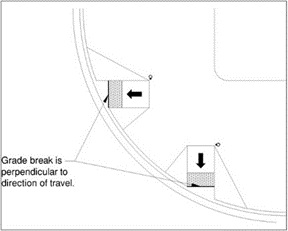 Grade break is
perpendicular to
direction of travel.